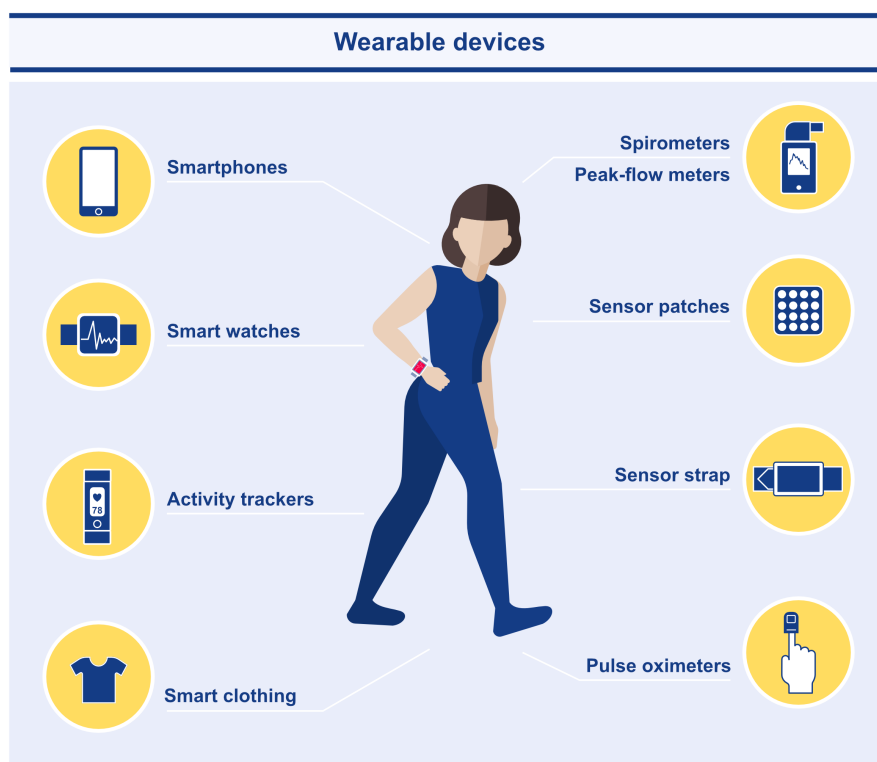 Wearable devices
Smartphones
Smart watches
Activity trackers
78
Smart clothing
Spirometers
Peak-flow meters
Sensor patches
Sensor strap
Pulse oximeters